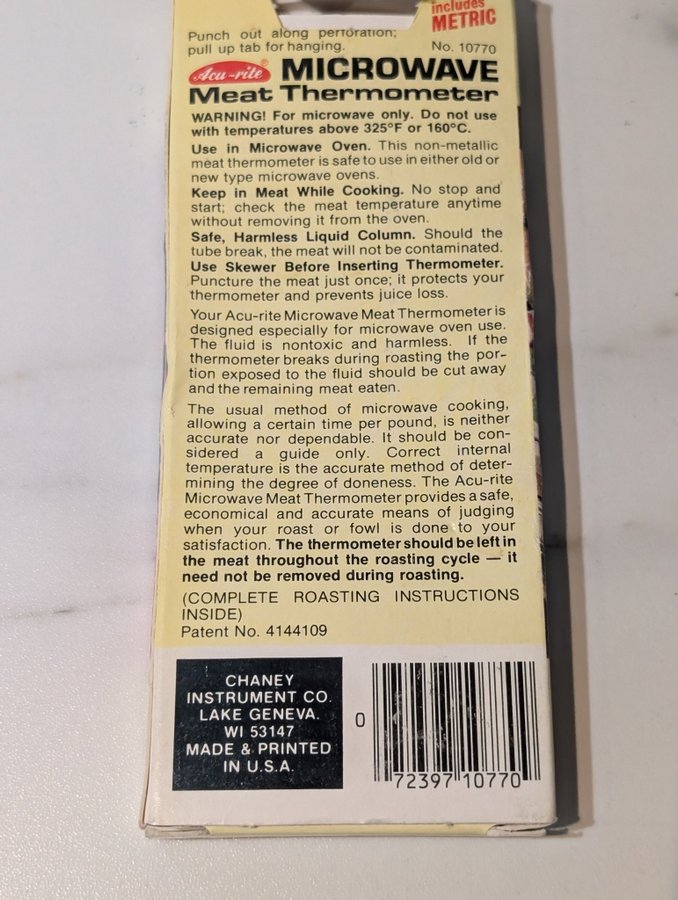 includes
METRIC
Punch out along perforation;
pull up tab for hanging.
No. 10770
Acu-rite® MICROWAVE
Meat Thermometer
WARNING! For microwave only. Do not use
with temperatures above 325°F or 160°C.
Use in Microwave Oven. This non-metallic
meat thermometer is safe to use in either old or
new type microwave ovens.
Keep in Meat While Cooking. No stop and
start; check the meat temperature anytime
without removing it from the oven.
Safe, Harmless Liquid Column. Should the
tube break, the meat will not be contaminated.
Use Skewer Before Inserting Thermometer.
Puncture the meat just once; it protects your
thermometer and prevents juice loss.
Your Acu-rite Microwave Meat Thermometer is
designed especially for microwave oven use.
The fluid is nontoxic and harmless. If the
thermometer breaks during roasting the por-
tion exposed to the fluid should be cut away
and the remaining meat eaten.
The usual method of microwave cooking,
allowing a certain time per pound, is neither
accurate nor dependable. It should be con-
sidered a guide only. Correct internal
temperature is the accurate method of deter-
mining the degree of doneness. The Acu-rite
Microwave Meat Thermometer provides a safe,
economical and accurate means of judging
when your roast or fowl is done to your
satisfaction. The thermometer should be left in
the meat throughout the roasting cycle — it
need not be removed during roasting.
(COMPLETE ROASTING INSTRUCTIONS
INSIDE)
Patent No. 4144109
CHANEY
INSTRUMENT CO.
LAKE GENEVA.
WI 53147
MADE & PRINTED
IN U.S.A.
0 72397 10770